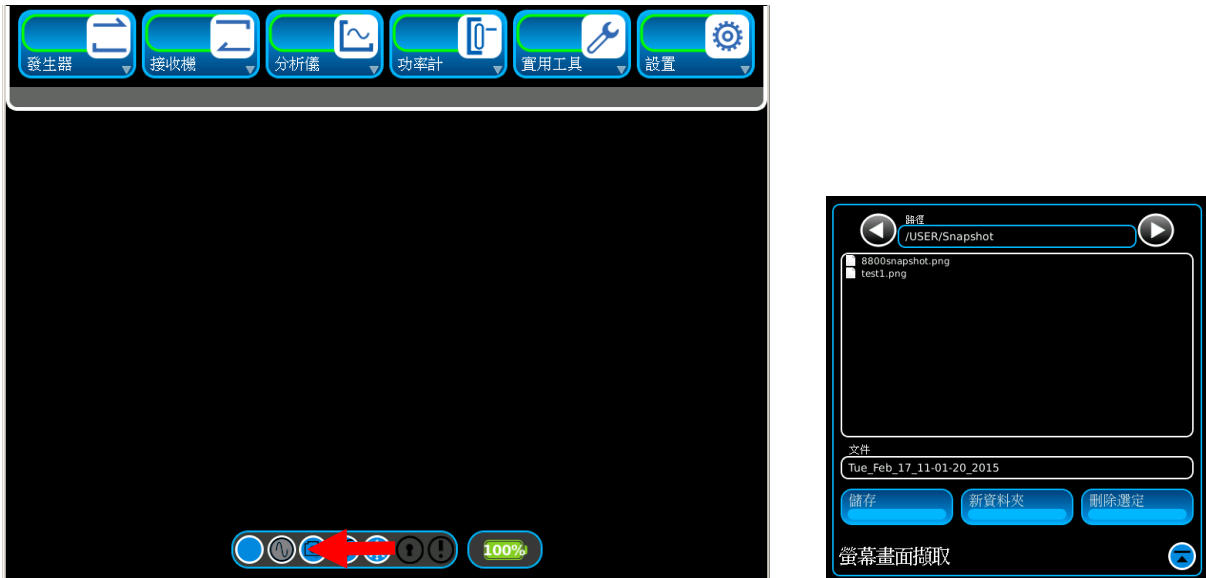 發生器
接收機
分析儀
功率計
實用工具
設置
100%
路徑
/USER/Snapshot
8800snapshot.png
test1.png
文件
Tue_Feb_17_11-01-20_2015
儲存
新資料夾
刪除選定
螢幕畫面擷取